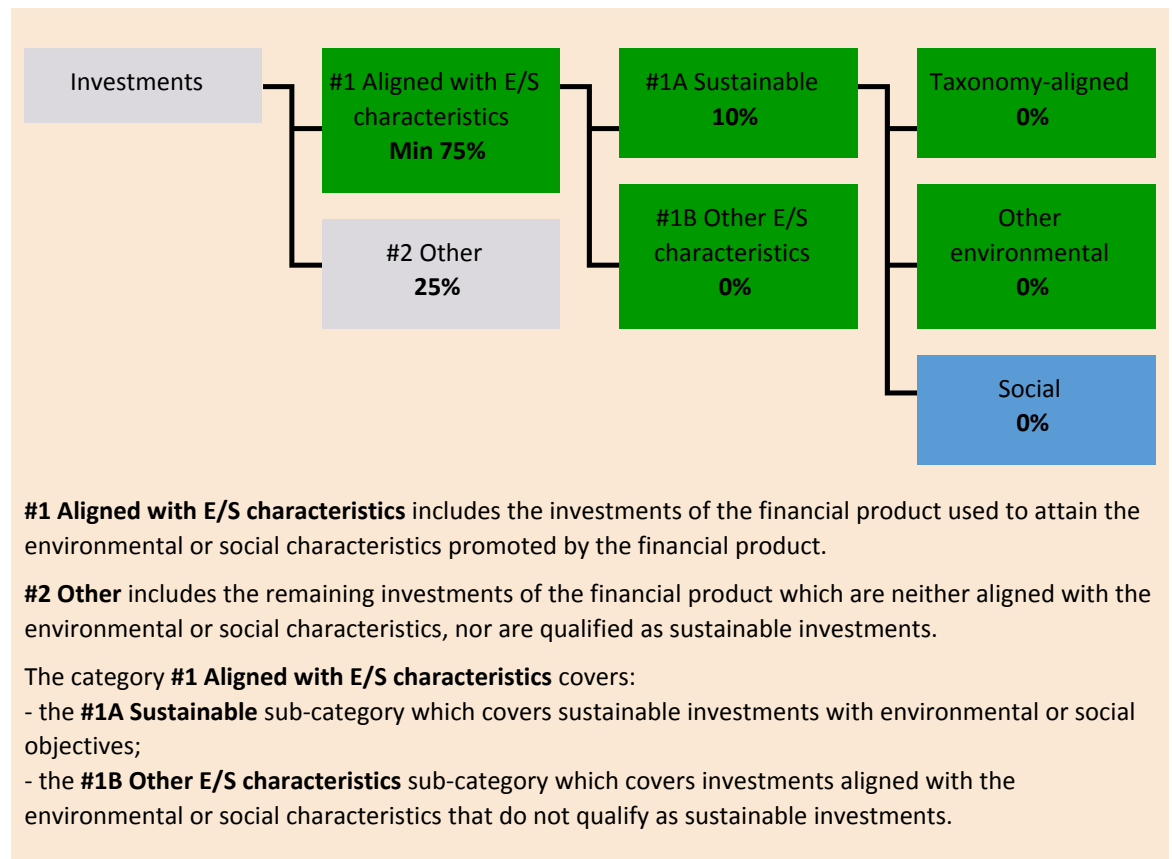 Investments
#1 Aligned with E/S
characteristics
Min 75%
#2 Other
25%
#1A Sustainable
10%
#1B Other E/S
characteristics
0%
Taxonomy-aligned
0%
Other
environmental
0%
Social
0%
#1 Aligned with E/S characteristics includes the investments of the financial product used to attain the
environmental or social characteristics promoted by the financial product.
#2 Other includes the remaining investments of the financial product which are neither aligned with the
environmental or social characteristics, nor are qualified as sustainable investments.
The category #1 Aligned with E/S characteristics covers:
- the #1A Sustainable sub-category which covers sustainable investments with environmental or social
objectives;
- the #1B Other E/S characteristics sub-category which covers investments aligned with the
environmental or social characteristics that do not qualify as sustainable investments.